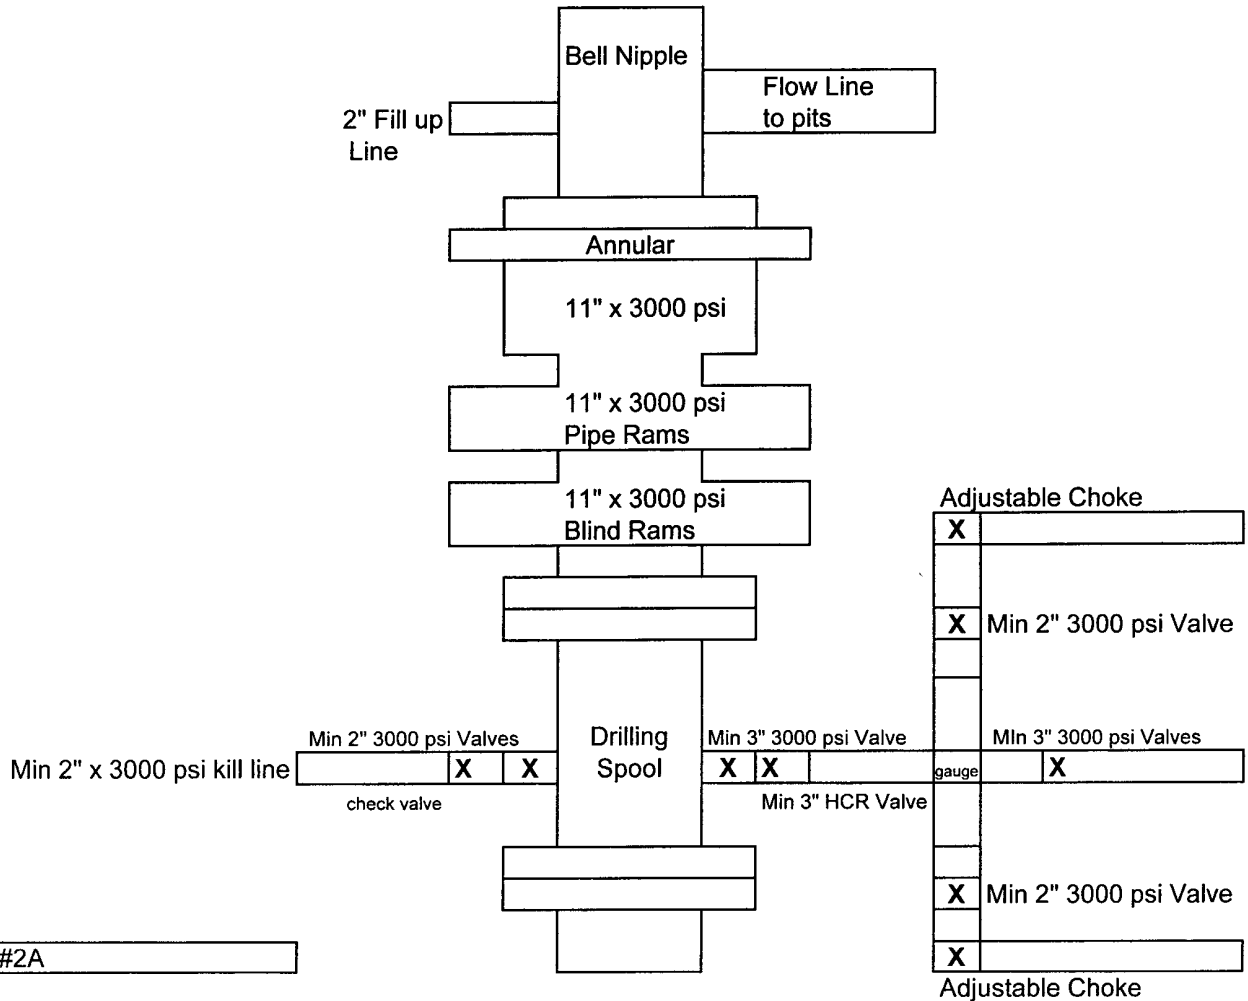 Bell Nipple
Flow Line
to pits
2" Fill up
Line
Annular
11" x 3000 psi
11" x 3000 psi
Pipe Rams
11" x 3000 psi
Blind Rams
Adjustable Choke
X
X Min 2" 3000 psi Valve
Min 2" 3000 psi Valves
Drilling
Spool
Min 3" 3000 psi Valve
MIn 3" 3000 psi Valves
Min 2" x 3000 psi kill line
X X
X X
gauge
X
check valve
Min 3" HCR Valve
X Min 2" 3000 psi Valve
#2A
X
Adjustable Choke